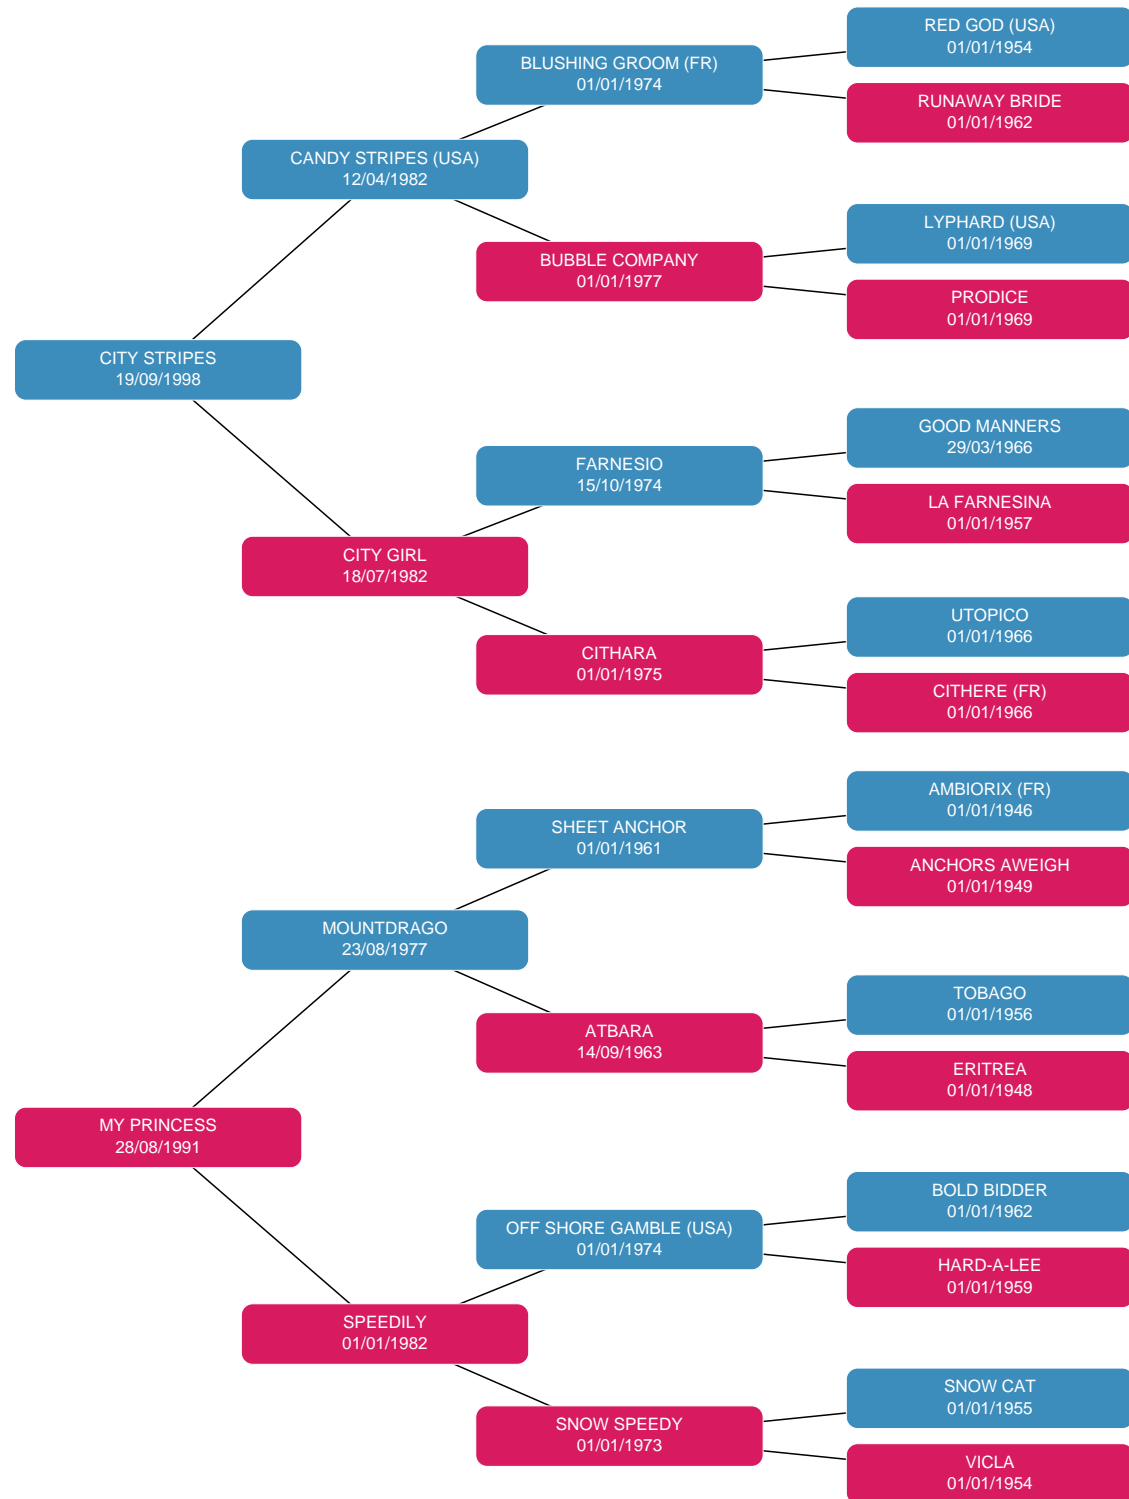 RED GOD (USA)
01/01/1954
BLUSHING GROOM (FR)
01/01/1974
RUNAWAY BRIDE
01/01/1962
CANDY STRIPES (USA)
12/04/1982
LYPHARD (USA)
01/01/1969
BUBBLE COMPANY
01/01/1977
PRODICE
01/01/1969
CITY STRIPES
19/09/1998
GOOD MANNERS
29/03/1966
FARNESIO
15/10/1974
LA FARNESINA
01/01/1957
CITY GIRL
18/07/1982
UTOPICO
01/01/1966
CITHARA
01/01/1975
CITHERE (FR)
01/01/1966
AMBIORIX (FR)
01/01/1946
SHEET ANCHOR
01/01/1961
ANCHORS AWEIGH
01/01/1949
MOUNTDRAGO
23/08/1977
TOBAGO
01/01/1956
ATBARA
14/09/1963
ERITREA
01/01/1948
MY PRINCESS
28/08/1991
BOLD BIDDER
01/01/1962
OFF SHORE GAMBLE (USA)
01/01/1974
HARD-A-LEE
01/01/1959
SPEEDILY
01/01/1982
SNOW CAT
01/01/1955
SNOW SPEEDY
01/01/1973
VICLA
01/01/1954